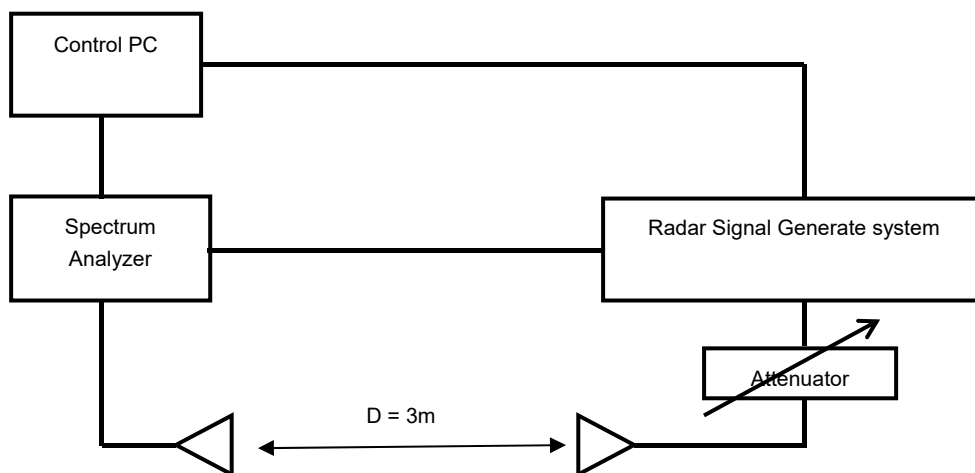 Control PC
Spectrum
Analyzer
Radar Signal Generate system
Attenuator
D = 3m